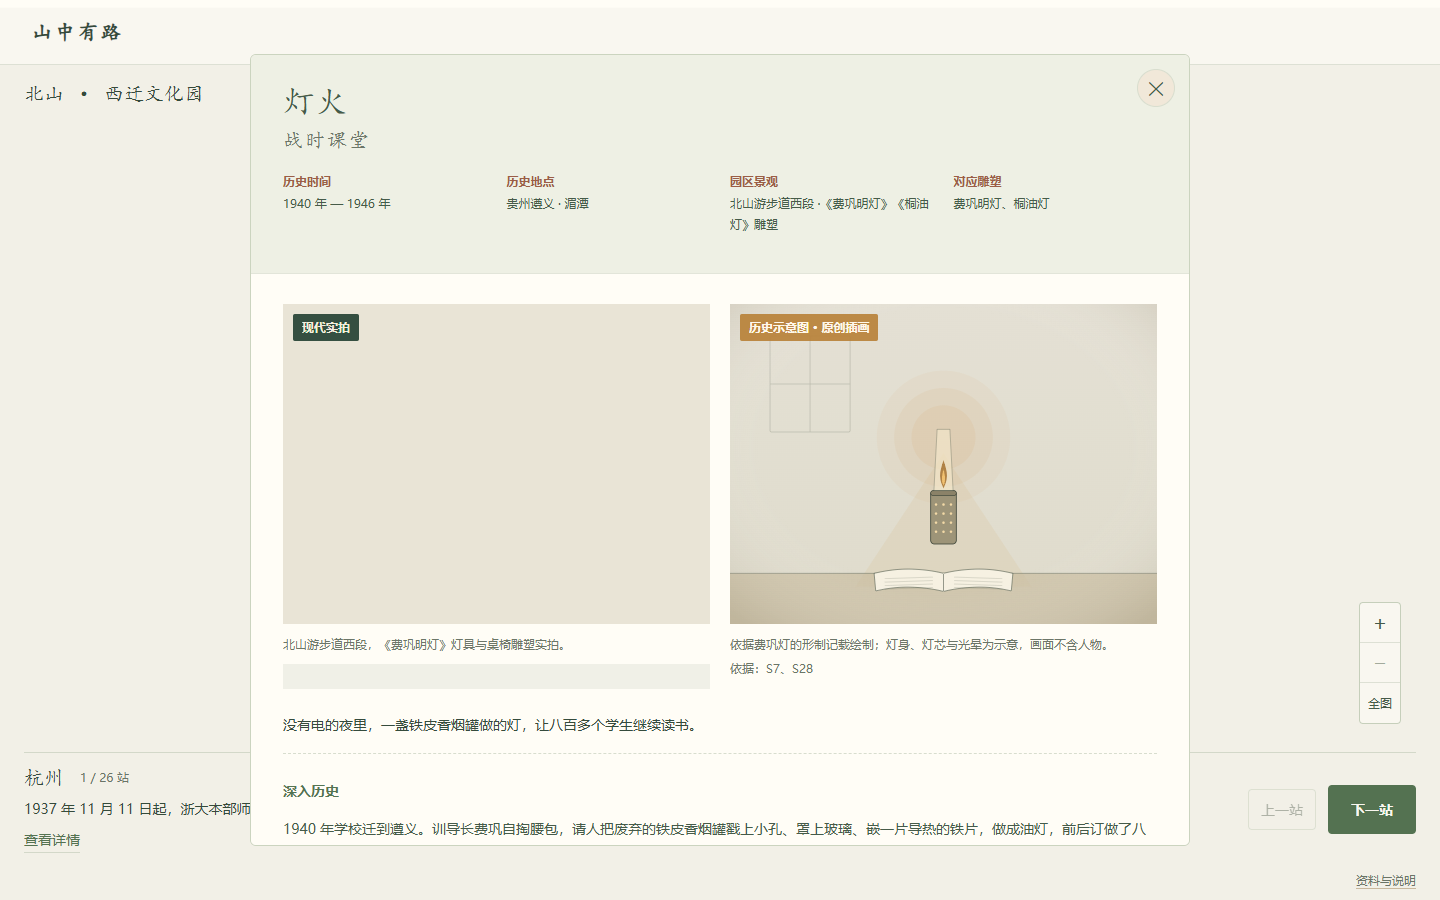 山中有路
北山 • 西迁文化园
灯火
战时课堂
历史时间
1940 年 — 1946 年
历史地点
贵州遵义 · 湄潭
园区景观
北山游步道西段 ·《费巩明灯》《桐油
灯》雕塑
对应雕塑
费巩明灯、桐油灯
现代实拍
历史示意图 • 原创插画
北山游步道西段，《费巩明灯》灯具与桌椅雕塑实拍。
依据费巩灯的形制记载绘制；灯身、灯芯与光晕为示意，画面不含人物。
依据：S7、S28
没有电的夜里，一盏铁皮香烟罐做的灯，让八百多个学生继续读书。
深入历史
1940 年学校迁到遵义。训导长费巩自掏腰包，请人把废弃的铁皮香烟罐戳上小孔、罩上玻璃、嵌一片导热的铁片，做成油灯，前后订做了八
+
−
全图
杭州 1 / 26 站
1937 年 11 月 11 日起，浙大本部师
查看详情
上一站
下一站
资料与说明